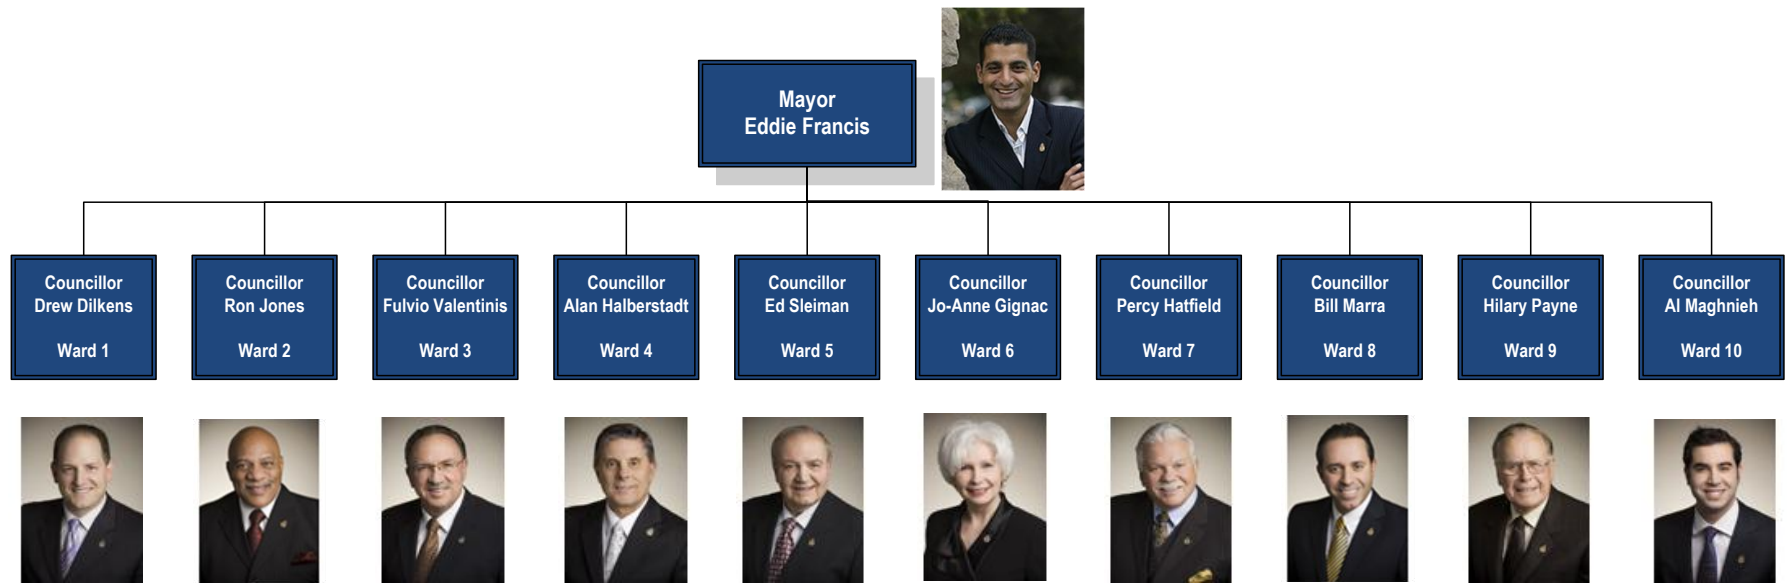 Mayor
Eddie Francis
Councillor
Drew Dilkens
Ward 1
Councillor
Ron Jones
Ward 2
Councillor
Fulvio Valentinis
Ward 3
Councillor
Alan Halberstadt
Ward 4
Councillor
Ed Sleiman
Ward 5
Councillor
Jo-Anne Gignac
Ward 6
Councillor
Percy Hatfield
Ward 7
Councillor
Bill Marra
Ward 8
Councillor
Hilary Payne
Ward 9
Councillor
Al Maghnieh
Ward 10